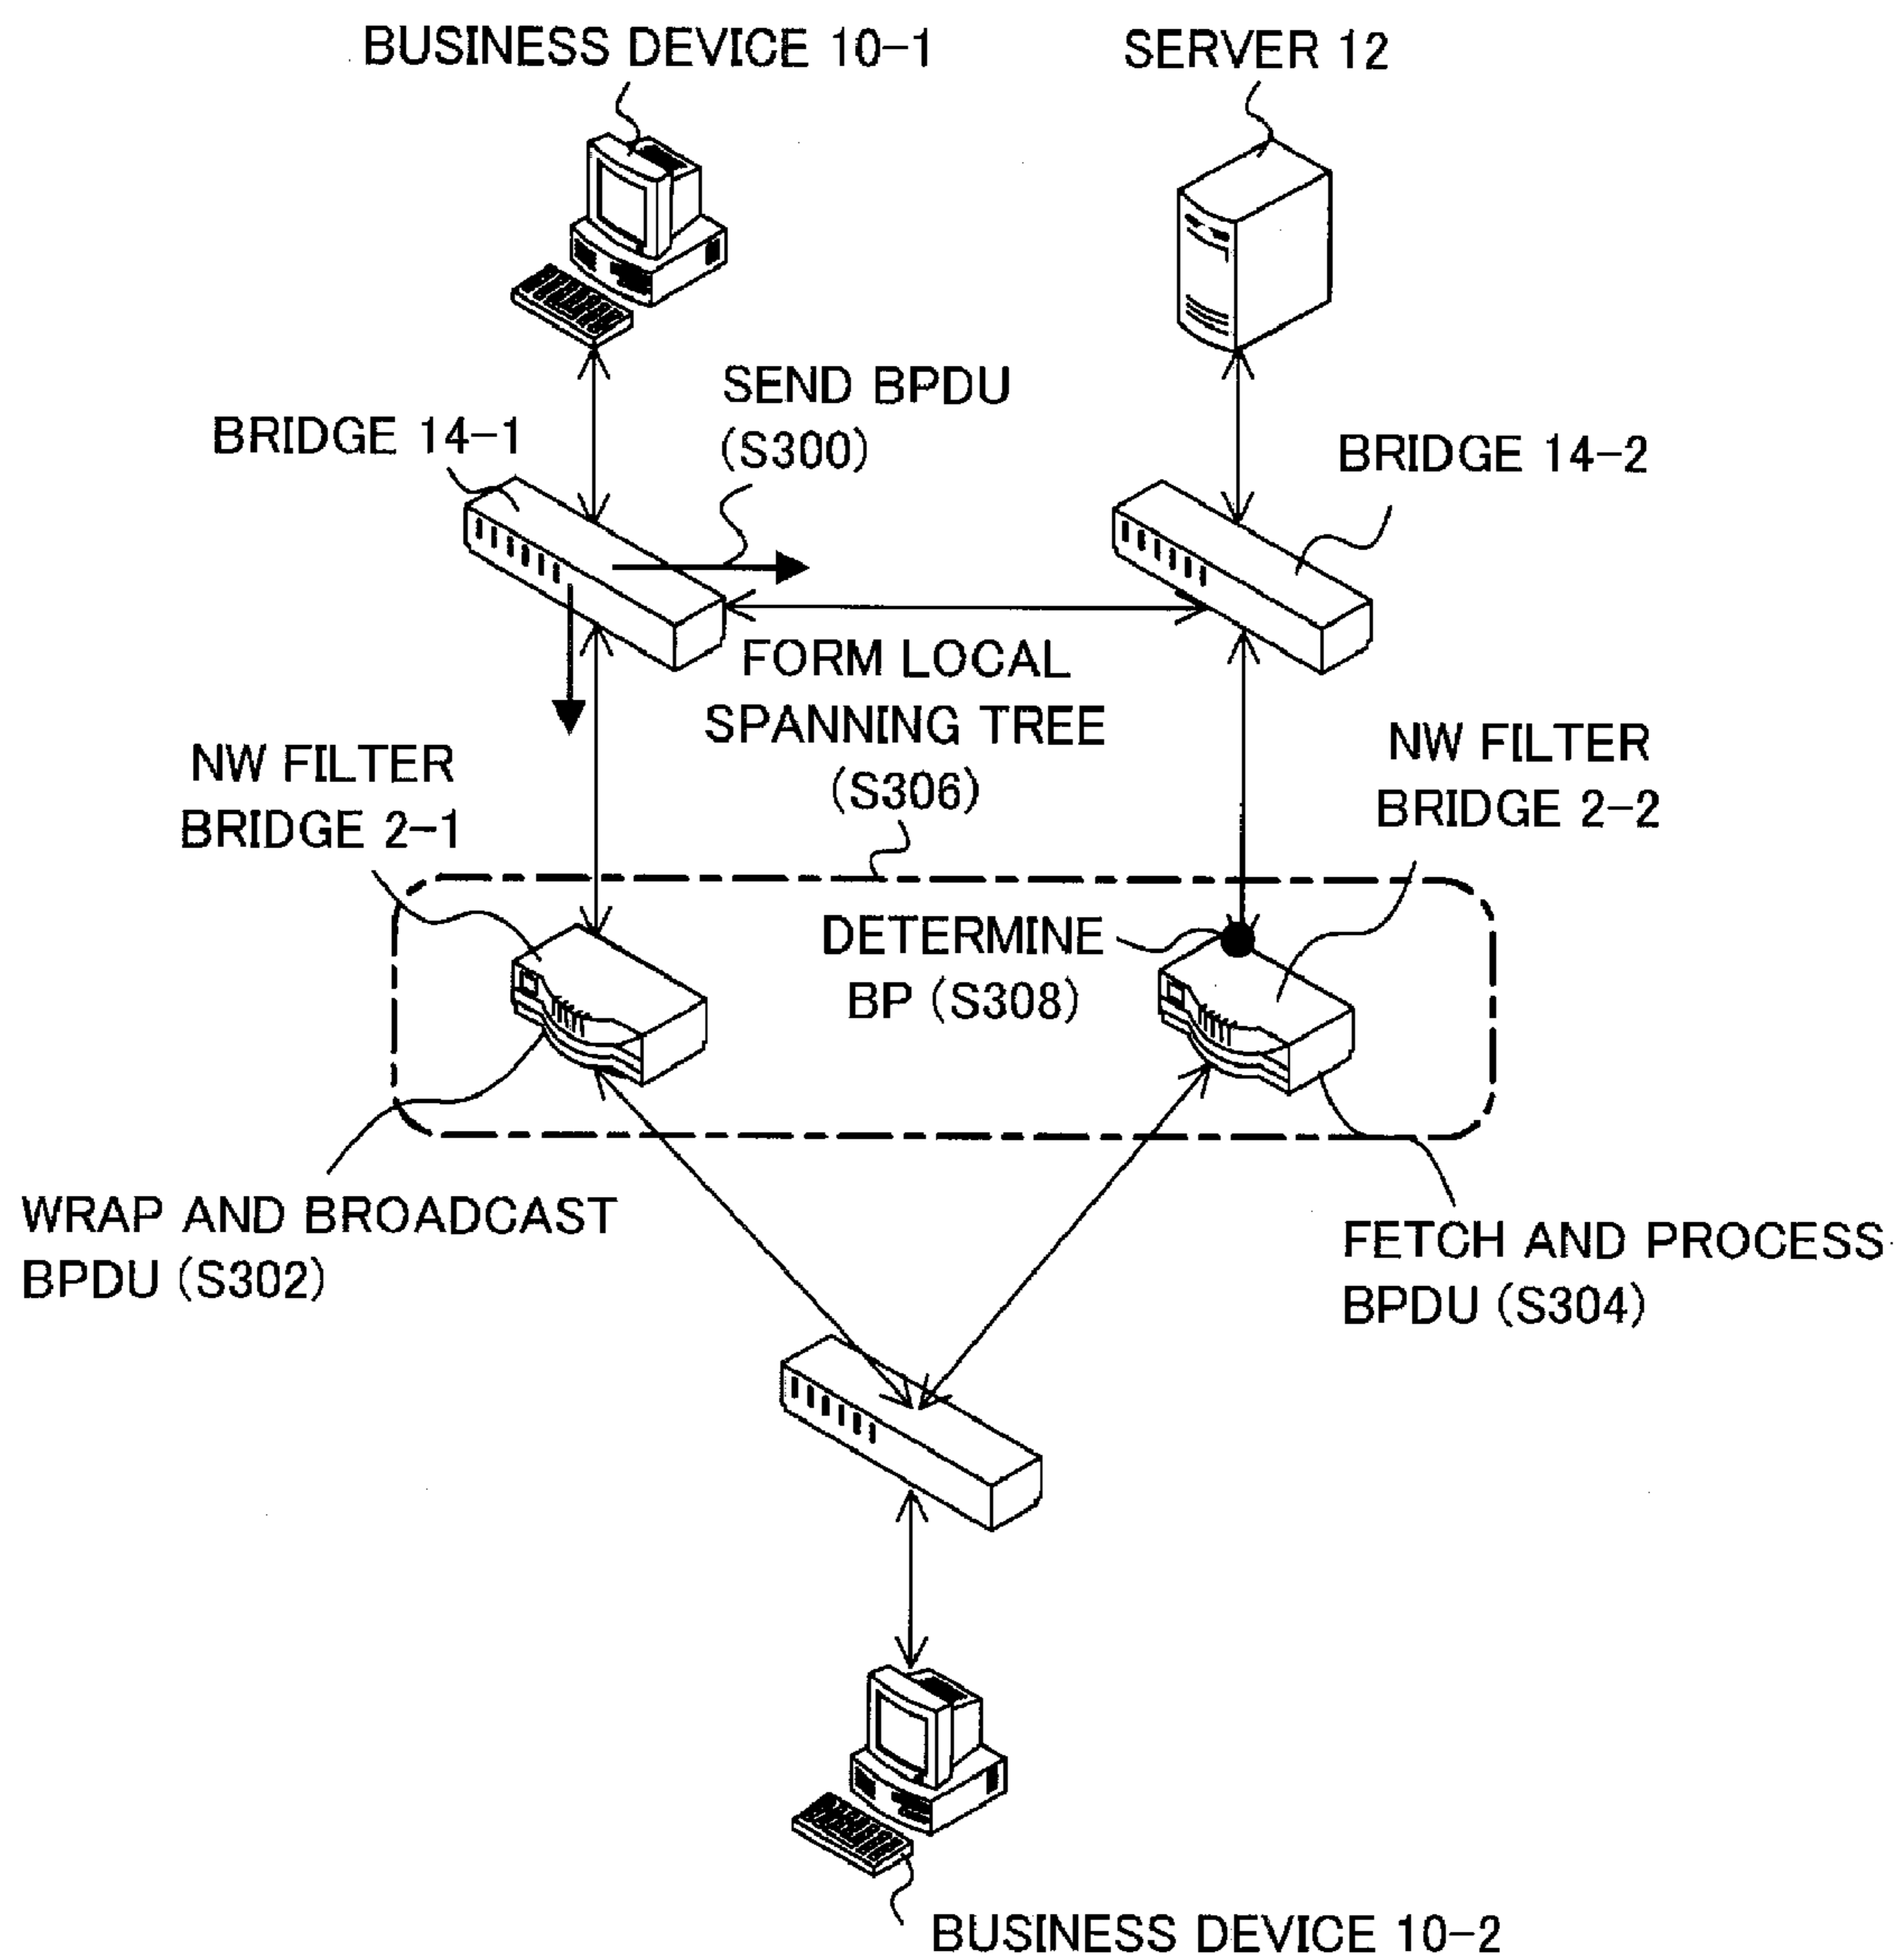 BUSINESS DEVICE 10-1
SERVER 12
SEND BPDU
(S300)
BRIDGE 14-1
BRIDGE 14-2
FORM LOCAL
SPANNING TREE
(S306)
NW FILTER
BRIDGE 2-1
NW FILTER
BRIDGE 2-2
DETERMINE
BP (S308)
WRAP AND BROADCAST
BPDU (S302)
FETCH AND PROCESS
BPDU (S304)
BUSINESS DEVICE 10-2